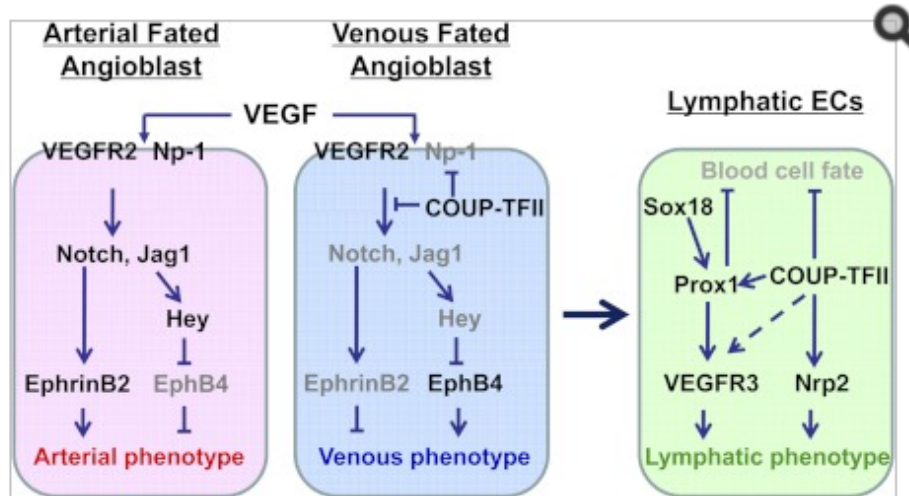 Arterial Fated
Angioblast
Venous Fated
Angioblast
Lymphatic ECs
VEGF
VEGFR2 Np-1
Notch, Jag1
Hey
EphrinB2 EphB4
Arterial phenotype
VEGFR2 Np-1
COUP-TFII
Notch, Jag1
Hey
EphrinB2 EphB4
Venous phenotype
Blood cell fate
Sox18
Prox1 COUP-TFII
VEGFR3 Nrp2
Lymphatic phenotype